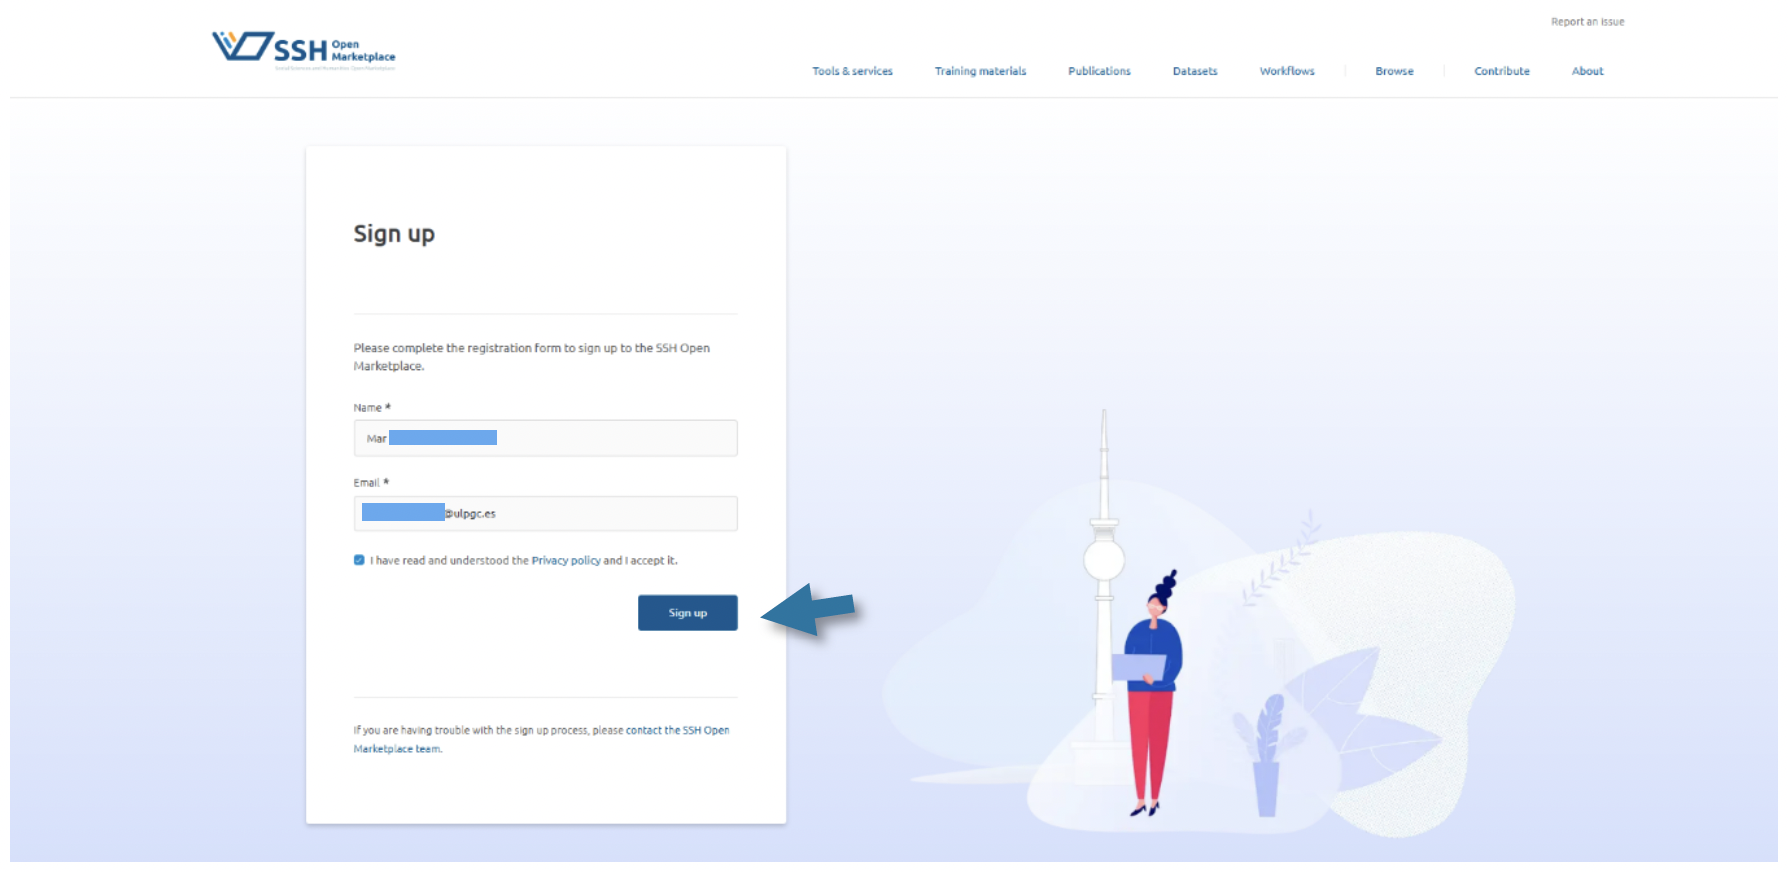 Report an issue
SSH Open Marketplace
Tools & services Training materials Publications Datasets Workflows Browse Contribute About
Sign up
Please complete the registration form to sign up to the SSH Open
Marketplace.
Name *
Mar
Email *
@ulpgc.es
I have read and understood the Privacy policy and I accept it.
Sign up
If you are having trouble with the sign up process, please contact the SSH Open
Marketplace team.